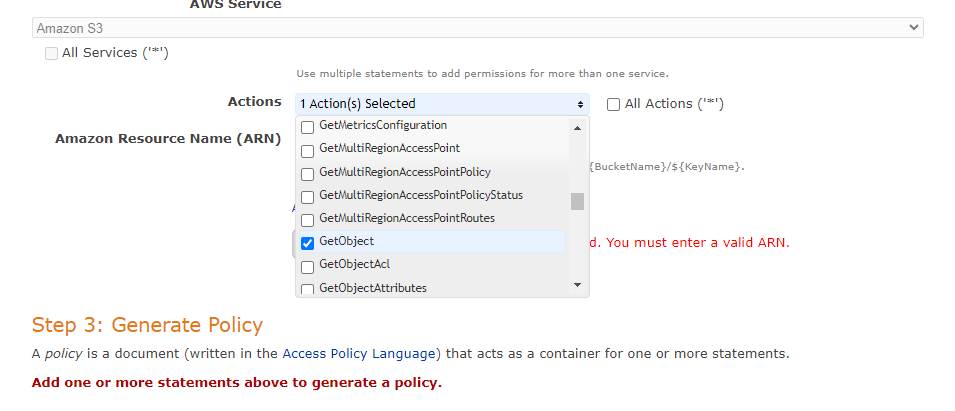 AWS Service
Amazon S3
All Services ('*')
Use multiple statements to add permissions for more than one service.
Actions
1 Action(s) Selected
All Actions ('*')
GetMetricsConfiguration
Amazon Resource Name (ARN)
GetMultiRegionAccessPoint
{BucketName}/${KeyName}.
GetMultiRegionAccessPointPolicy
GetMultiRegionAccessPointPolicyStatus
GetMultiRegionAccessPointRoutes
GetObject
d. You must enter a valid ARN.
GetObjectAcl
GetObjectAttributes
Step 3: Generate Policy
A policy is a document (written in the Access Policy Language) that acts as a container for one or more statements.
Add one or more statements above to generate a policy.